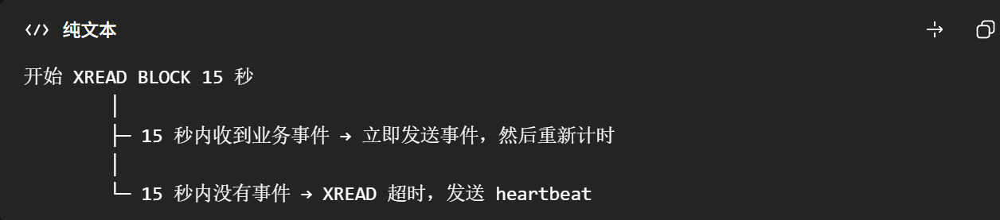 </> 纯文本
开始 XREAD BLOCK 15 秒
│
├─ 15 秒内收到业务事件 → 立即发送事件，然后重新计时
│
└─ 15 秒内没有事件 → XREAD 超时，发送 heartbeat